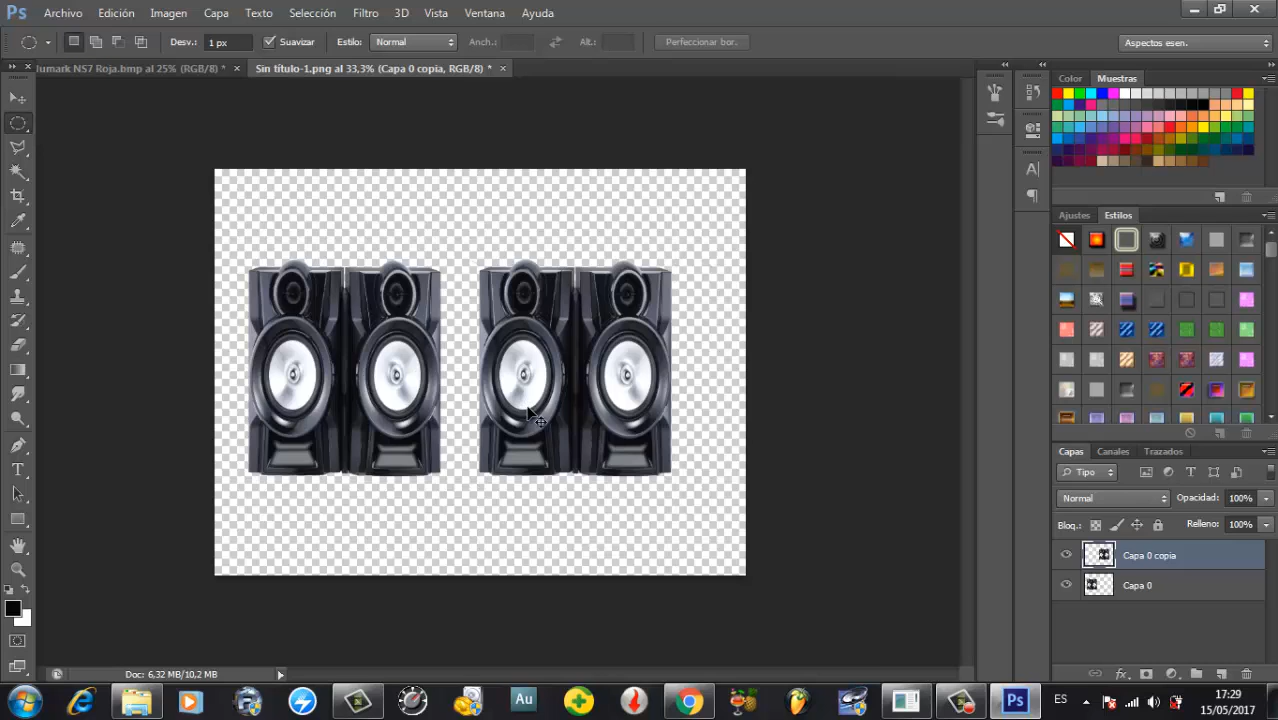 Ps Archivo Edición Imagen Capa Texto Selección Filtro 3D Vista Ventana Ayuda
Desv.: 1 px Suavizar Estilo: Normal Anch.: Alt.: Perfeccionar bor. Aspectos esen.
lumark NS7 Roja.bmp al 25% (RGB/8) * × Sin título-1.png al 33,3% (Capa 0 copia, RGB/8) * ×
Color Muestras
Ajustes Estilos
Capas Canales Trazados
Tipo
Normal Opacidad: 100%
Bloq.: Relleno: 100%
Capa 0 copia
Capa 0
Doc: 6,32 MB/10,2 MB
Au Ps ES 17:29
15/05/2017